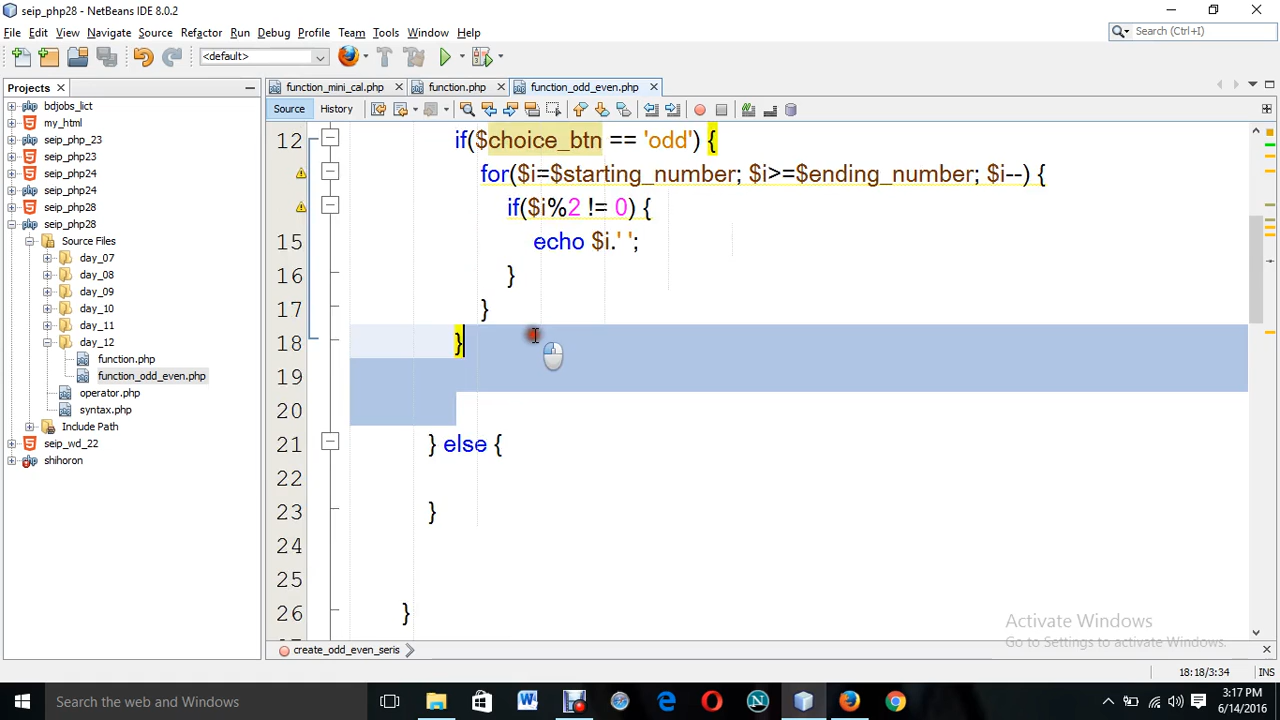 seip_php28 - NetBeans IDE 8.0.2
File Edit View Navigate Source Refactor Run Debug Profile Team Tools Window Help
Search (Ctrl+I)
<default>
Projects
function_mini_cal.php function.php function_odd_even.php
Source History
bdjobs_lict
my_html
seip_php_23
seip_php23
seip_php24
seip_php24
seip_php28
seip_php28
Source Files
day_07
day_08
day_09
day_10
day_11
day_12
function.php
function_odd_even.php
operator.php
syntax.php
Include Path
seip_wd_22
shihoron
12 if($choice_btn == 'odd') {
for($i=$starting_number; $i>=$ending_number; $i--) {
if($i%2 != 0) {
15 echo $i.' ';
16 }
17 }
18 }
19
20
21 } else {
22
23 }
24
25
26 }
Activate Windows
Go to Settings to activate Windows.
create_odd_even_seris
18:18/3:34 INS
Search the web and Windows
3:17 PM
6/14/2016